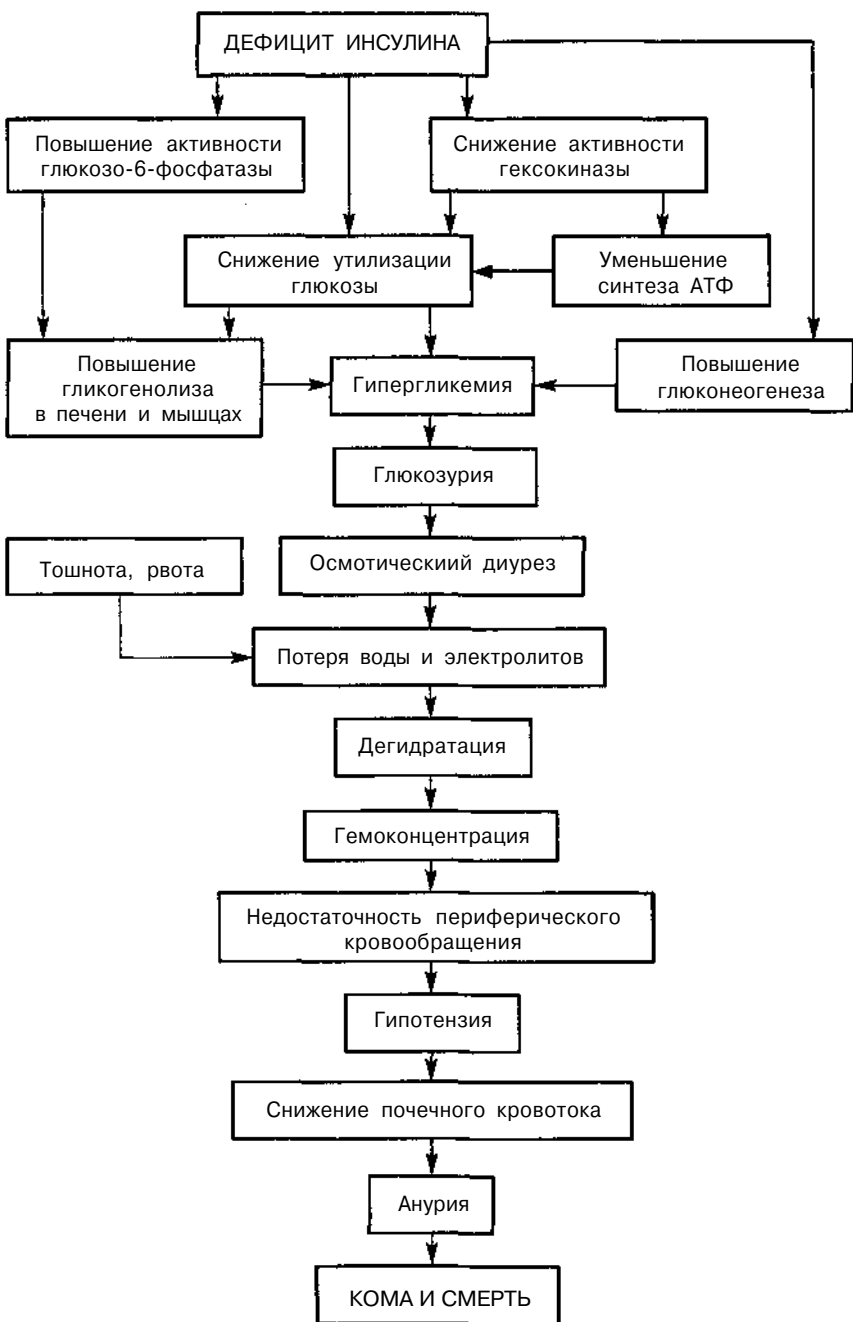 ДЕФИЦИТ ИНСУЛИНА
Повышение активности
глюкозо-6-фосфатазы
Снижение активности
гексокиназы
Снижение утилизации
глюкозы
Уменьшение
синтеза АТФ
Повышение
гликогенолиза
в печени и мышцах
Гипергликемия
Повышение
глюконеогенеза
Глюкозурия
Тошнота, рвота
Осмотическиий диурез
Потеря воды и электролитов
Дегидратация
Гемоконцентрация
Недостаточность периферического
кровообращения
Гипотензия
Снижение почечного кровотока
Анурия
КОМА И СМЕРТЬ